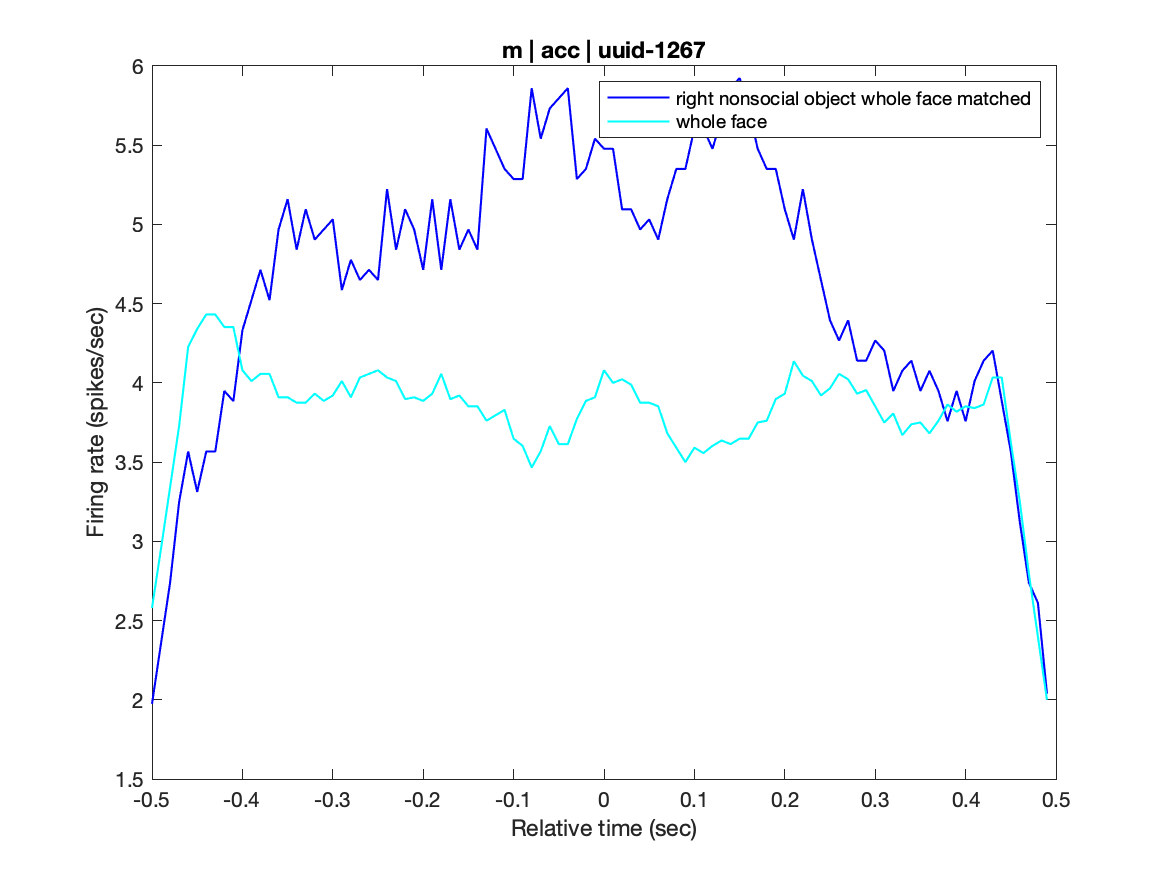 m | acc | uuid-1267
right nonsocial object whole face matched
whole face
Firing rate (spikes/sec)
6
5.5
5
4.5
4
3.5
3
2.5
2
1.5
-0.5 -0.4 -0.3 -0.2 -0.1 0 0.1 0.2 0.3 0.4 0.5
Relative time (sec)